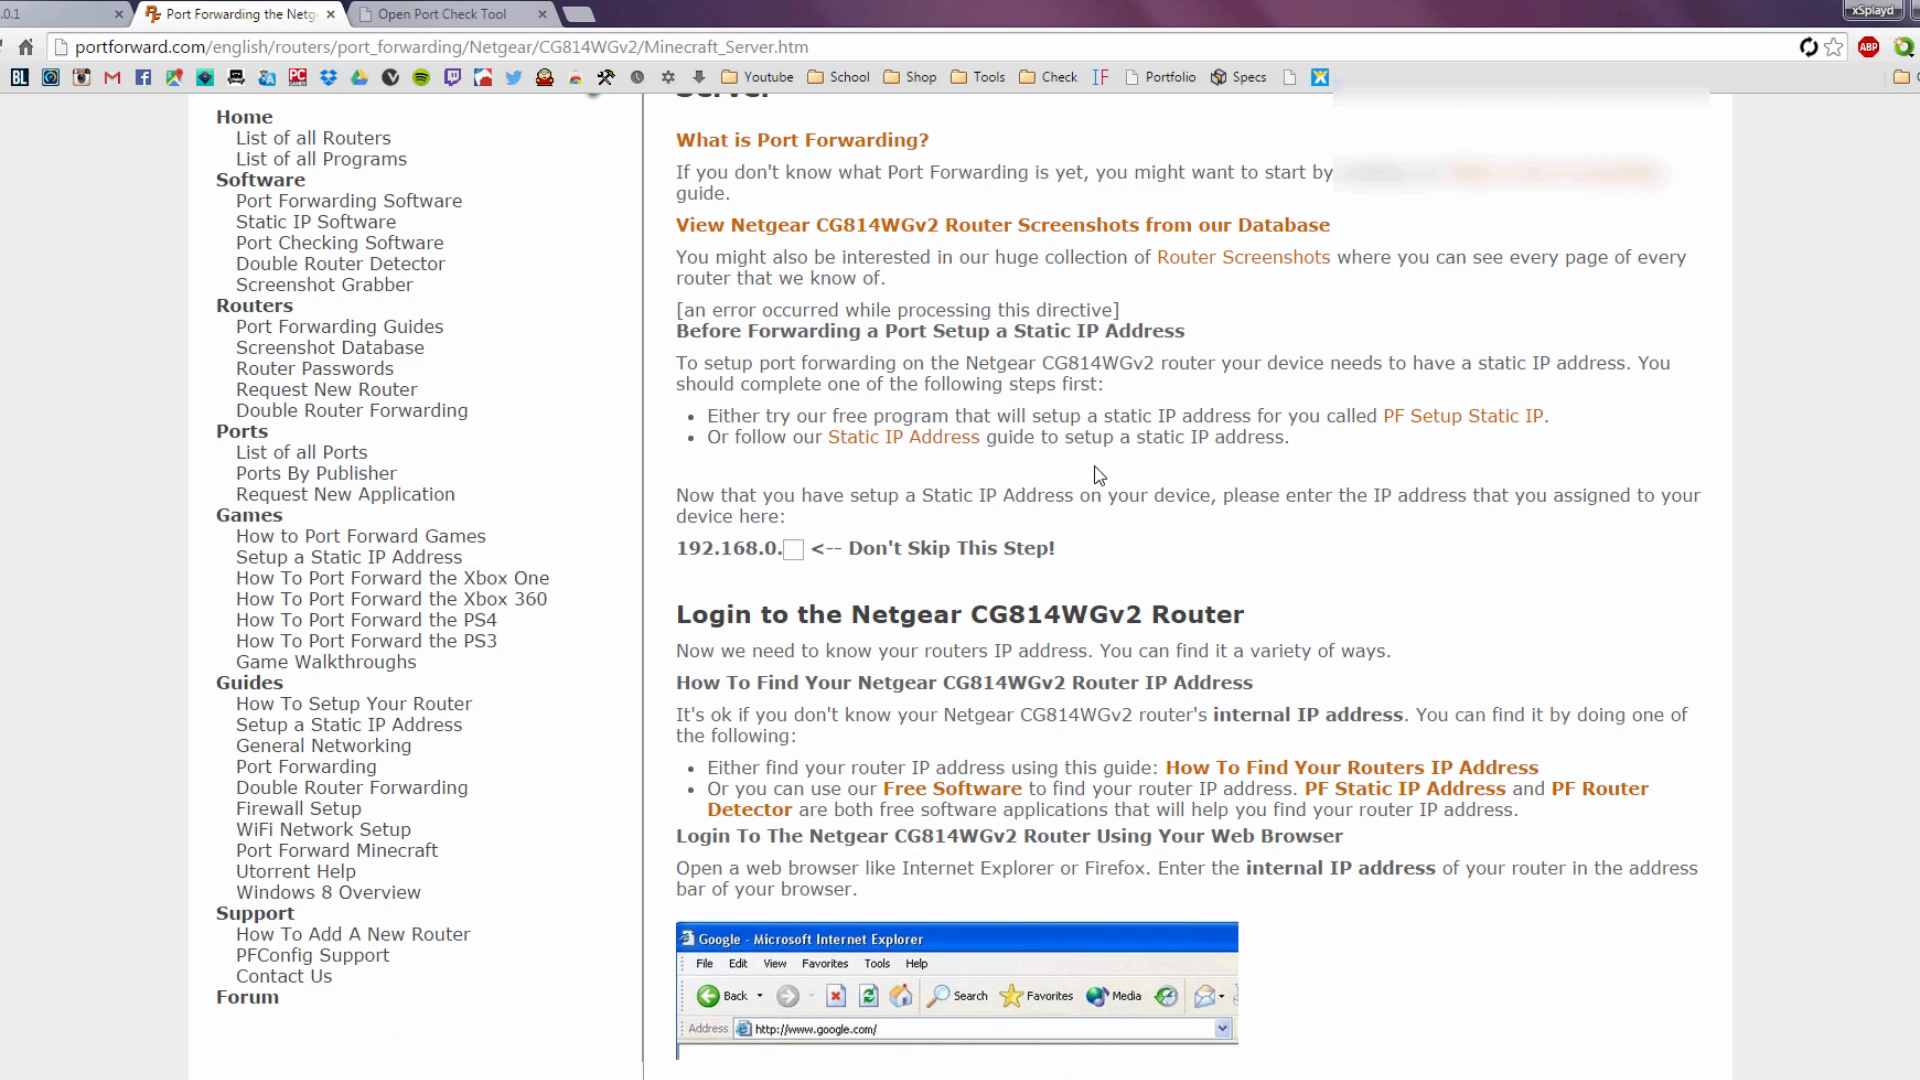 .0.1
Port Forwarding the Netg
Open Port Check Tool
xSplayd
portforward.com/english/routers/port_forwarding/Netgear/CG814WGv2/Minecraft_Server.htm
ABP
BL
PC
Youtube
School
Shop
Tools
Check
IF
Portfolio
Specs
Home
List of all Routers
List of all Programs
Software
Port Forwarding Software
Static IP Software
Port Checking Software
Double Router Detector
Screenshot Grabber
Routers
Port Forwarding Guides
Screenshot Database
Router Passwords
Request New Router
Double Router Forwarding
Ports
List of all Ports
Ports By Publisher
Request New Application
Games
How to Port Forward Games
Setup a Static IP Address
How To Port Forward the Xbox One
How To Port Forward the Xbox 360
How To Port Forward the PS4
How To Port Forward the PS3
Game Walkthroughs
Guides
How To Setup Your Router
Setup a Static IP Address
General Networking
Port Forwarding
Double Router Forwarding
Firewall Setup
WiFi Network Setup
Port Forward Minecraft
Utorrent Help
Windows 8 Overview
Support
How To Add A New Router
PFConfig Support
Contact Us
Forum
Server
What is Port Forwarding?
If you don't know what Port Forwarding is yet, you might want to start by
guide.
View Netgear CG814WGv2 Router Screenshots from our Database
You might also be interested in our huge collection of Router Screenshots where you can see every page of every
router that we know of.
[an error occurred while processing this directive]
Before Forwarding a Port Setup a Static IP Address
To setup port forwarding on the Netgear CG814WGv2 router your device needs to have a static IP address. You
should complete one of the following steps first:
• Either try our free program that will setup a static IP address for you called PF Setup Static IP.
• Or follow our Static IP Address guide to setup a static IP address.
Now that you have setup a Static IP Address on your device, please enter the IP address that you assigned to your
device here:
192.168.0. <-- Don't Skip This Step!
Login to the Netgear CG814WGv2 Router
Now we need to know your routers IP address. You can find it a variety of ways.
How To Find Your Netgear CG814WGv2 Router IP Address
It's ok if you don't know your Netgear CG814WGv2 router's internal IP address. You can find it by doing one of
the following:
• Either find your router IP address using this guide: How To Find Your Routers IP Address
• Or you can use our Free Software to find your router IP address. PF Static IP Address and PF Router
Detector are both free software applications that will help you find your router IP address.
Login To The Netgear CG814WGv2 Router Using Your Web Browser
Open a web browser like Internet Explorer or Firefox. Enter the internal IP address of your router in the address
bar of your browser.
Google - Microsoft Internet Explorer
File Edit View Favorites Tools Help
Back Search Favorites Media
Address http://www.google.com/